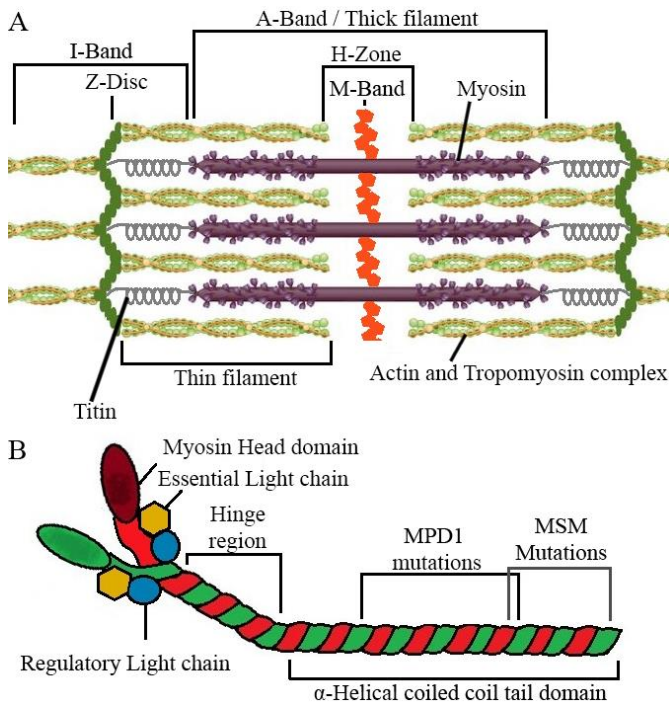 A
A-Band / Thick filament
I-Band
H-Zone
Z-Disc
M-Band
Myosin
Thin filament
Actin and Tropomyosin complex
Titin
B
Myosin Head domain
Essential Light chain
Hinge
region
MPD1
mutations
MSM
Mutations
Regulatory Light chain
α-Helical coiled coil tail domain